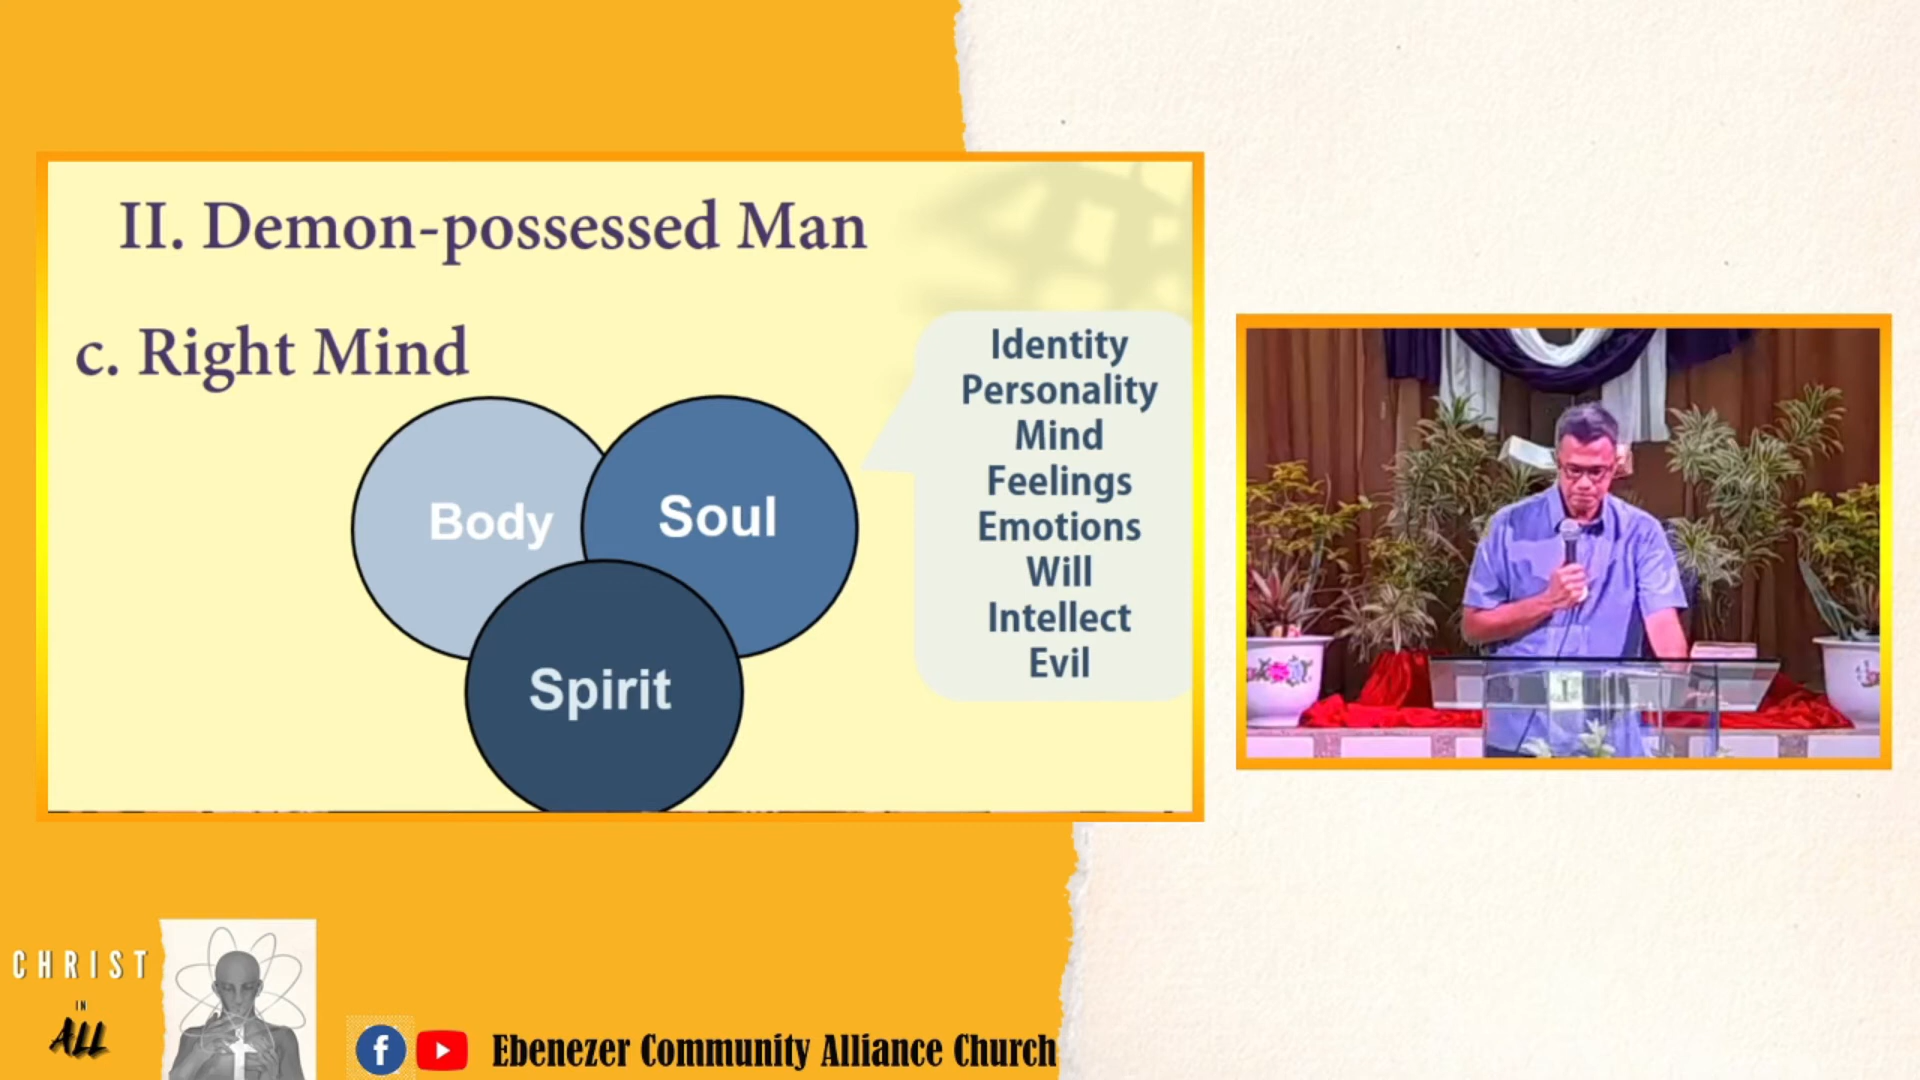 II. Demon-possessed Man
c. Right Mind
Body
Soul
Spirit
Identity
Personality
Mind
Feelings
Emotions
Will
Intellect
Evil
CHRIST
IN
ALL
Ebenezer Community Alliance Church